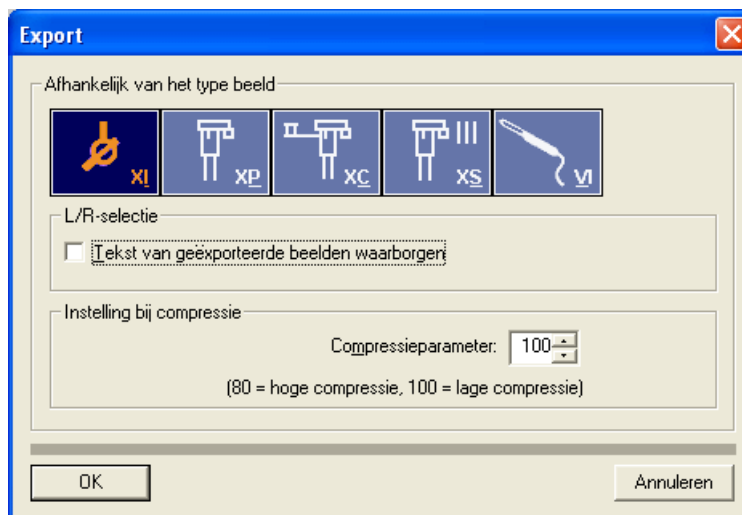 Export
Afhankelijk van het type beeld
XI XP XC XS VI
L/R-selectie
Tekst van geëxporteerde beelden waarborgen
Instelling bij compressie
Compressieparameter: 100
(80 = hoge compressie, 100 = lage compressie)
OK Annuleren